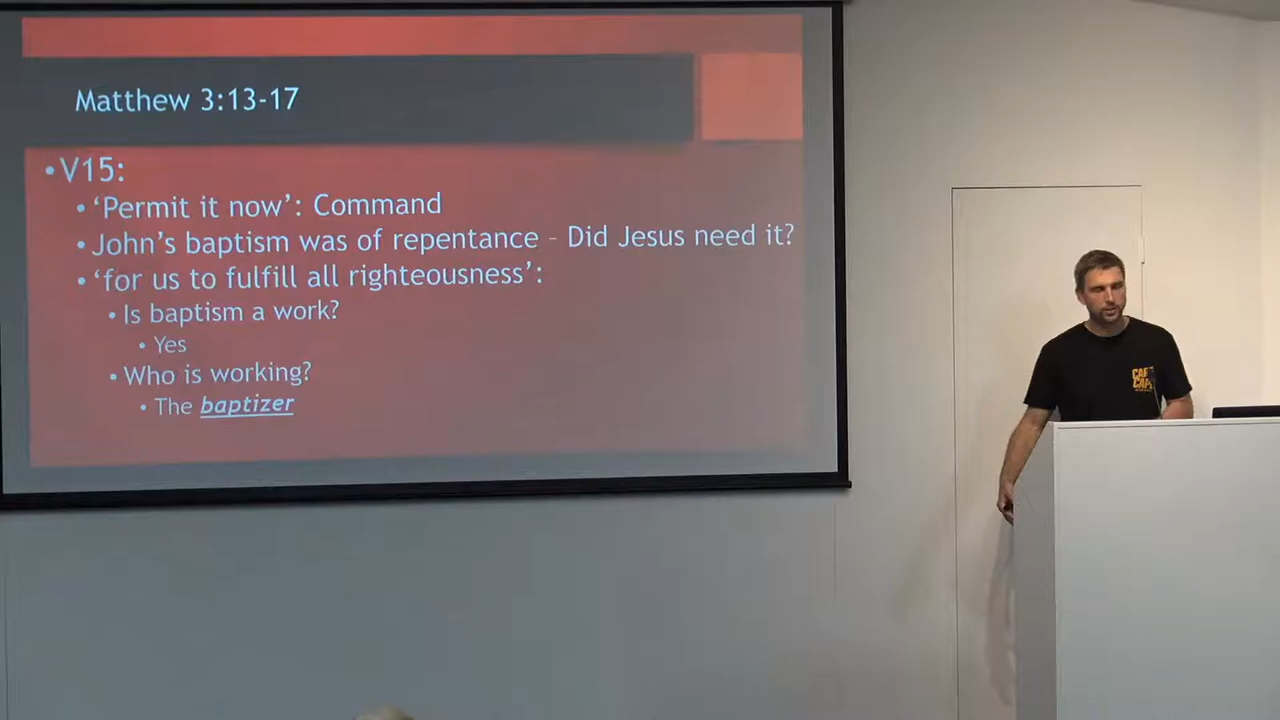 Matthew 3:13-17
•V15:
• ‘Permit it now’: Command
• John’s baptism was of repentance – Did Jesus need it?
• ‘for us to fulfill all righteousness’:
• Is baptism a work?
• Yes
• Who is working?
• The baptizer